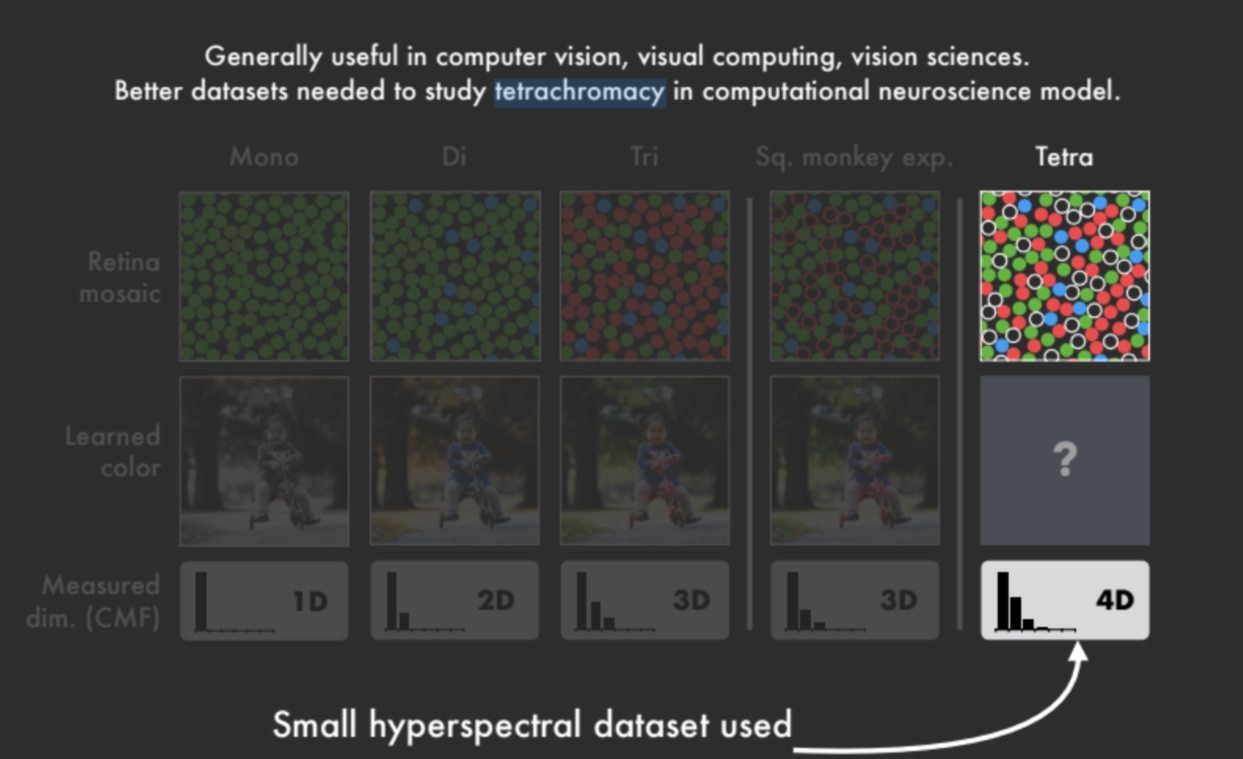 Generally useful in computer vision, visual computing, vision sciences.
Better datasets needed to study tetrachromacy in computational neuroscience model.
Mono Di Tri Sq. monkey exp. Tetra
Retina
mosaic
Learned
color
?
Measured
dim. (CMF)
1D 2D 3D 3D 4D
Small hyperspectral dataset used